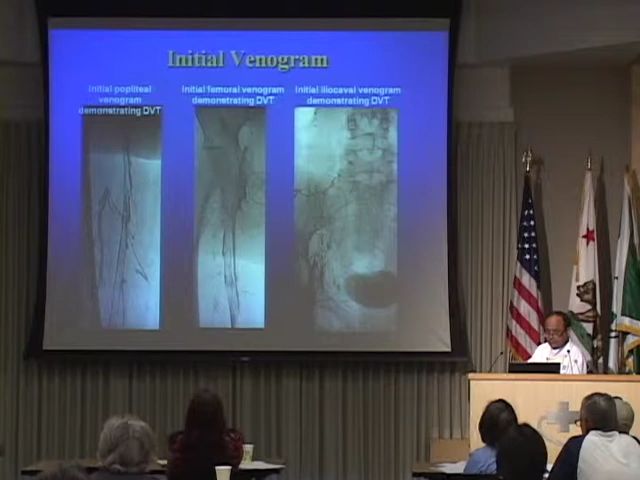 Initial Venogram
Initial popliteal
venogram
demonstrating DVT
Initial femoral venogram
demonstrating DVT
Initial iliocaval venogram
demonstrating DVT